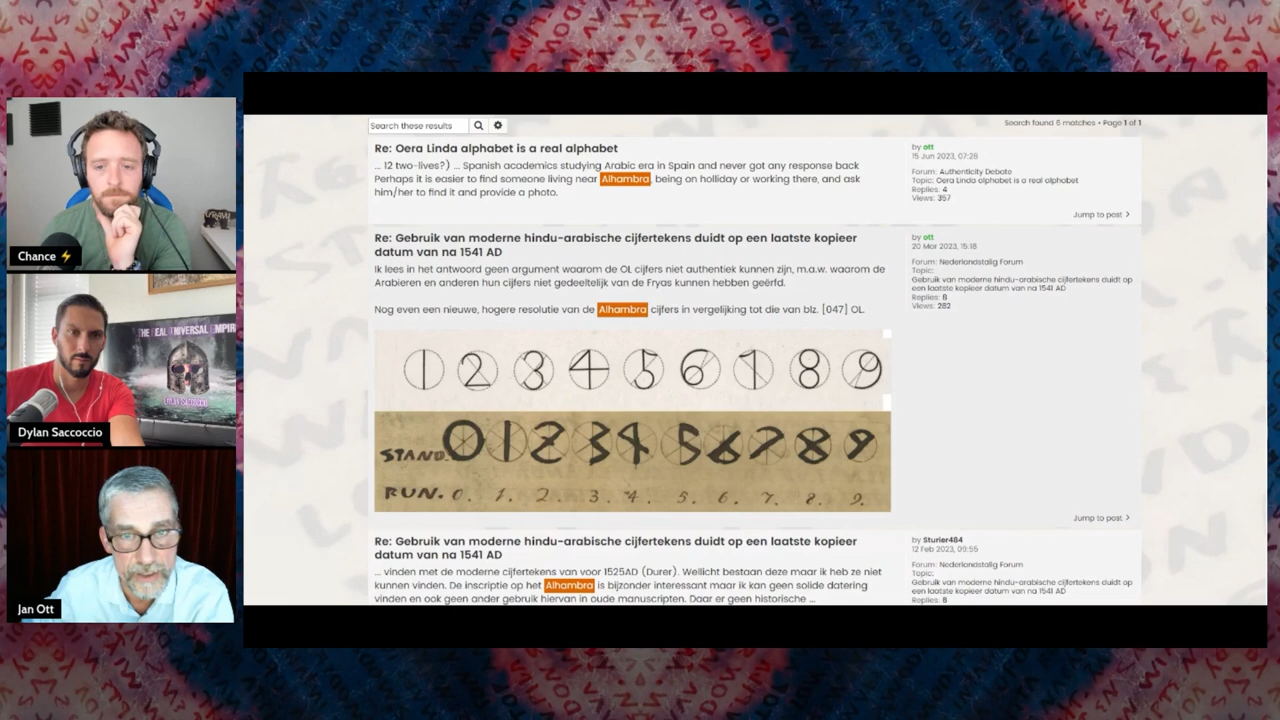 Chance
THE REAL UNIVERSAL EMPIRE
Dylan Saccoccio
Jan Ott
Search these results
Search found 6 matches • Page 1 of 1
Re: Oera Linda alphabet is a real alphabet
... 12 two-lives?) ... Spanish academics studying Arabic era in Spain and never got any response back
Perhaps it is easier to find someone living near Alhambra, being on holliday or working there, and ask
him/her to find it and provide a photo.
by ott
15 Jun 2023, 07:28
Forum: Authenticity Debate
Topic: Oera Linda alphabet is a real alphabet
Replies: 4
Views: 357
Jump to post
Re: Gebruik van moderne hindu-arabische cijfertekens duidt op een laatste kopieer
datum van na 1541 AD
Ik lees in het antwoord geen argument waarom de OL cijfers niet authentiek kunnen zijn, m.a.w. waarom de
Arabieren en anderen hun cijfers niet gedeeltelijk van de Fryas kunnen hebben geërfd.
Nog even een nieuwe, hogere resolutie van de Alhambra cijfers in vergelijking tot die van blz. [047] OL.
1 2 3 4 5 6 7 8 9
STAND. 0 1 2 3 4 5 6 7 8 9
RUN. 0. 1. 2. 3. 4. 5. 6. 7. 8. 9.
by ott
20 Mar 2023, 15:18
Forum: Nederlandstalig Forum
Topic:
Gebruik van moderne hindu-arabische cijfertekens duidt op
een laatste kopieer datum van na 1541 AD
Replies: 8
Views: 282
Jump to post
Re: Gebruik van moderne hindu-arabische cijfertekens duidt op een laatste kopieer
datum van na 1541 AD
... vinden met de moderne cijfertekens van voor 1525AD (Durer). Wellicht bestaan deze maar ik heb ze niet
kunnen vinden. De inscriptie op het Alhambra is bijzonder interessant maar ik kan geen solide datering
vinden en ook geen ander gebruik hiervan in oude manuscripten. Daar er geen historische ...
by Sturier484
12 Feb 2023, 09:55
Forum: Nederlandstalig Forum
Topic:
Gebruik van moderne hindu-arabische cijfertekens duidt op
een laatste kopieer datum van na 1541 AD
Replies: 8